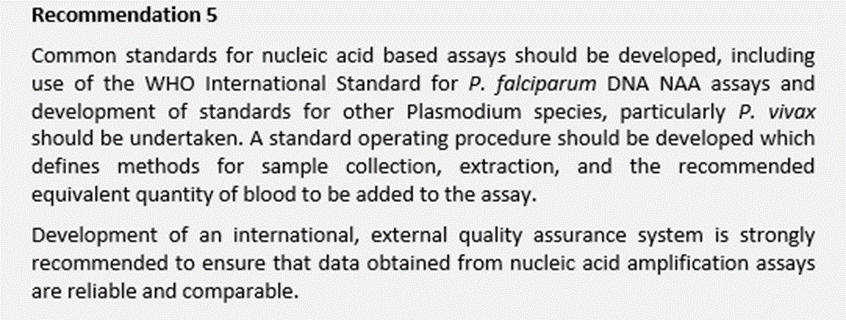 Recommendation 5
Common standards for nucleic acid based assays should be developed, including
use of the WHO International Standard for P. falciparum DNA NAA assays and
development of standards for other Plasmodium species, particularly P. vivax
should be undertaken. A standard operating procedure should be developed which
defines methods for sample collection, extraction, and the recommended
equivalent quantity of blood to be added to the assay.
Development of an international, external quality assurance system is strongly
recommended to ensure that data obtained from nucleic acid amplification assays
are reliable and comparable.